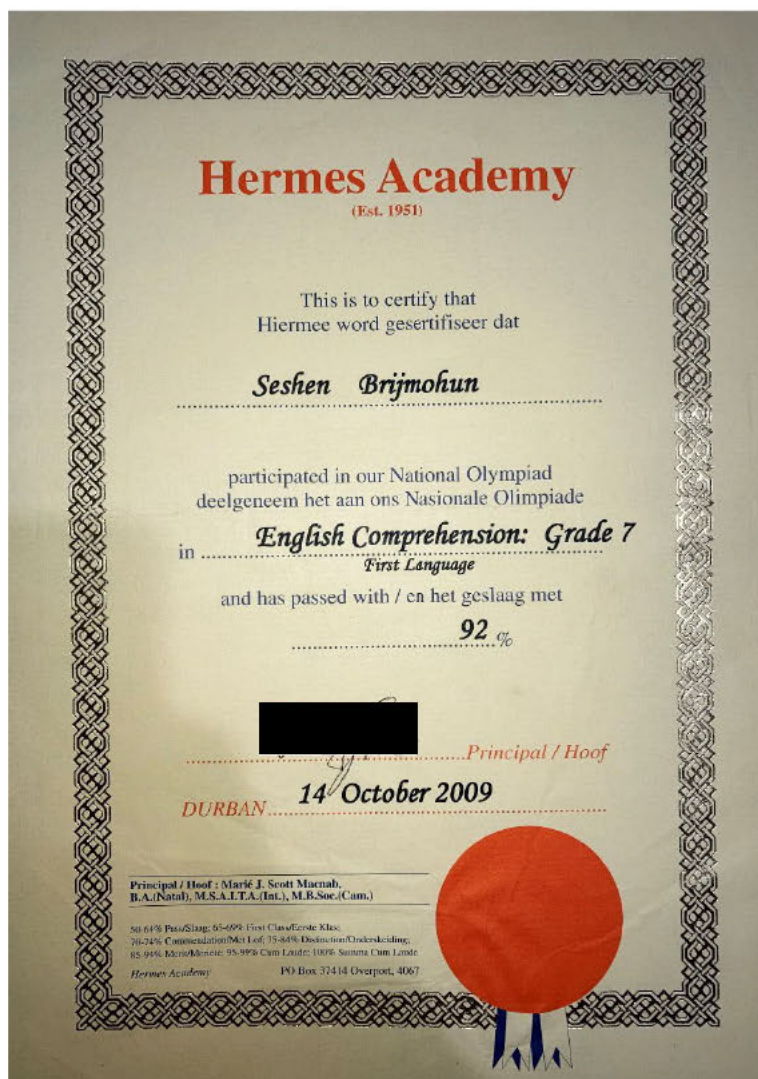 Hermes Academy
(Est. 1951)
This is to certify that
Hiermee word gesertifiseer dat
Seshen Brijmohun
participated in our National Olympiad
deelgeneem het aan ons Nasionale Olimpiade
in English Comprehension: Grade 7
First Language
and has passed with / en het geslaag met
92 %
Principal / Hoof
DURBAN 14 October 2009
Principal / Hoof : Marié J. Scott Macnab,
B.A.(Natal), M.S.A.I.T.A.(Int.), M.B.Soc.(Cam.)
50-64% Pass/Slaag; 65-69% First Class/Eerste Klas;
70-74% Commendation/Met Lof; 75-84% Distinction/Onderskeiding;
85-94% Merit/Meriete; 95-99% Cum Laude; 100% Summa Cum Laude
Hermes Academy PO Box 37414 Overport, 4067